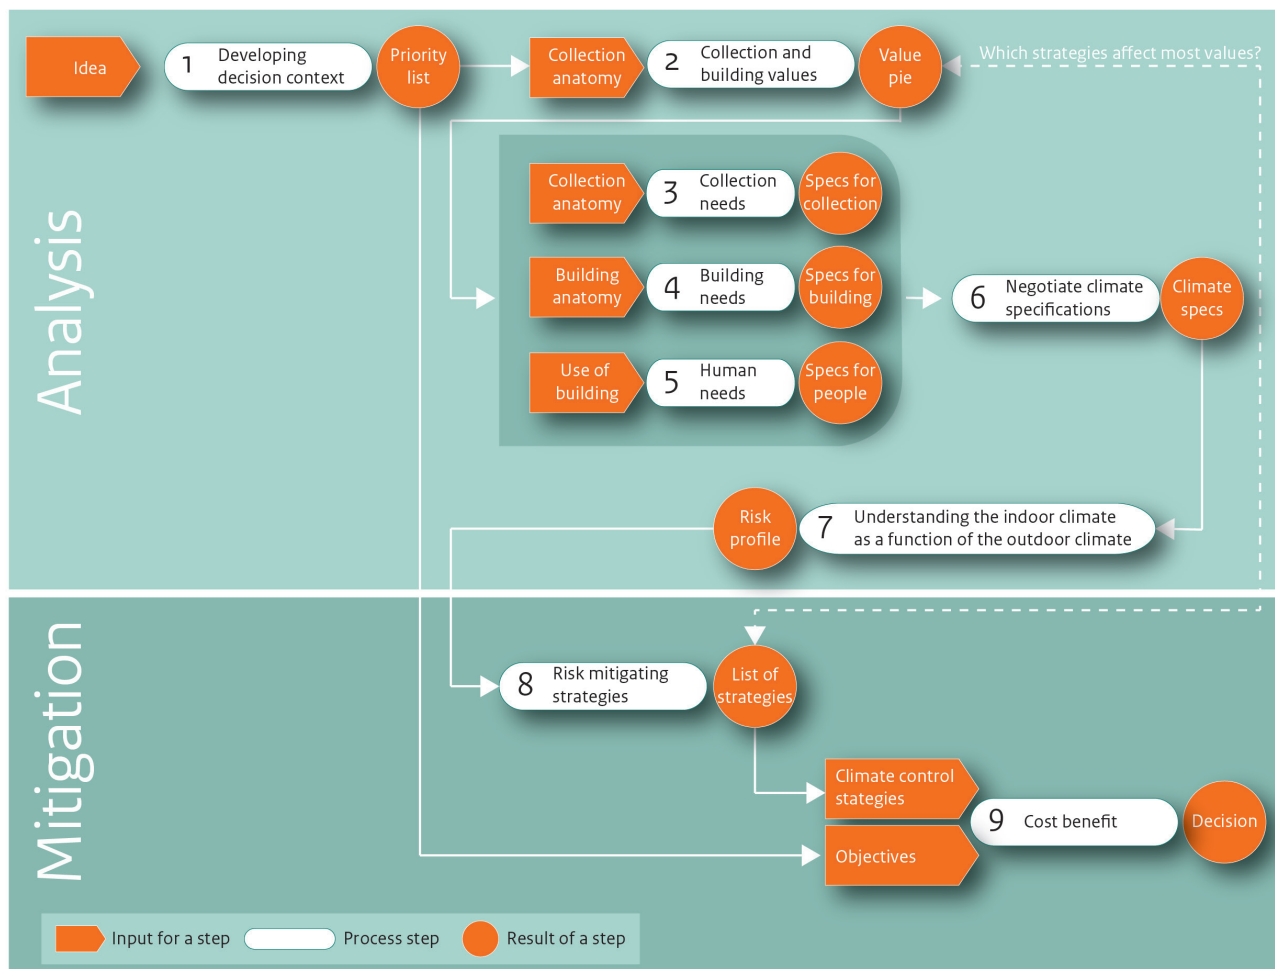 Idea
1
Developing
decision context
Priority
list
Collection
anatomy
2
Collection and
building values
Value
pie
Which strategies affect most values?
Analysis
Collection
anatomy
3
Collection
needs
Specs for
collection
Building
anatomy
4
Building
needs
Specs for
building
Use of
building
5
Human
needs
Specs for
people
6
Negotiate climate
specifications
Climate
specs
Risk
profile
7
Understanding the indoor climate
as a function of the outdoor climate
Mitigation
8
Risk mitigating
strategies
List of
strategies
Climate control
stategies
Objectives
9
Cost benefit
Decision
Input for a step
Process step
Result of a step